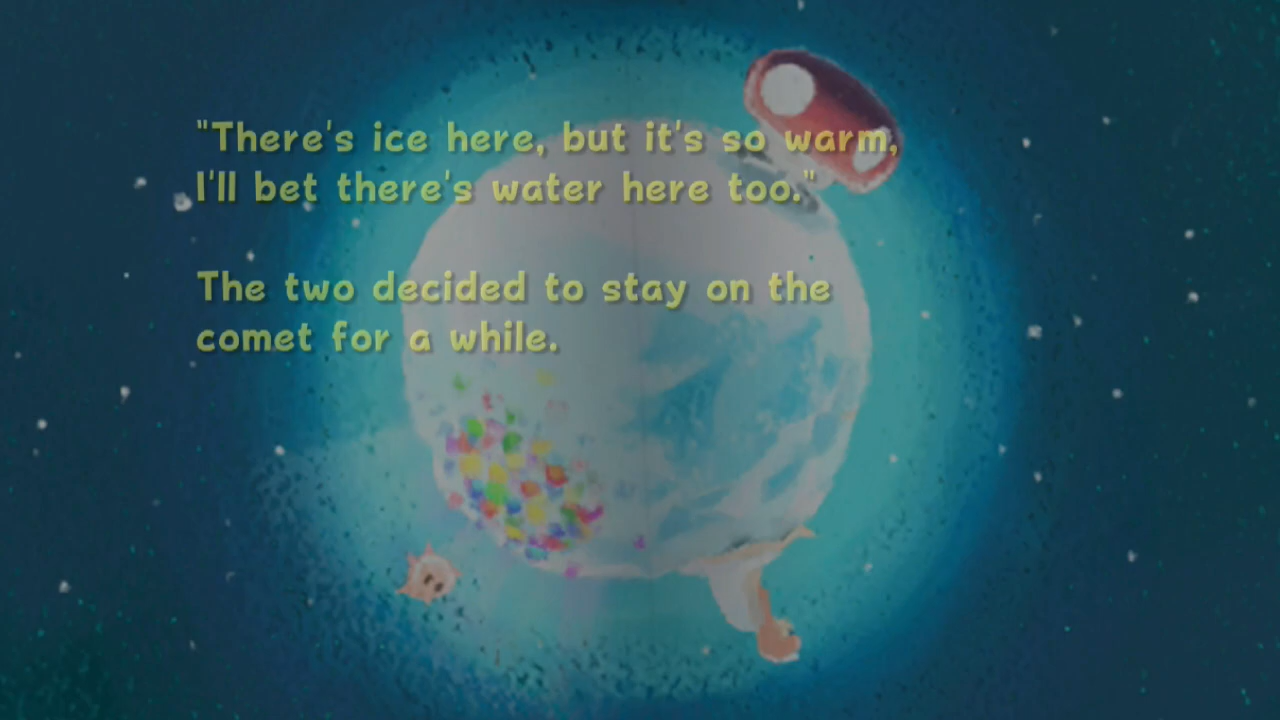 "There's ice here, but it's so warm,
I'll bet there's water here too."
The two decided to stay on the
comet for a while.